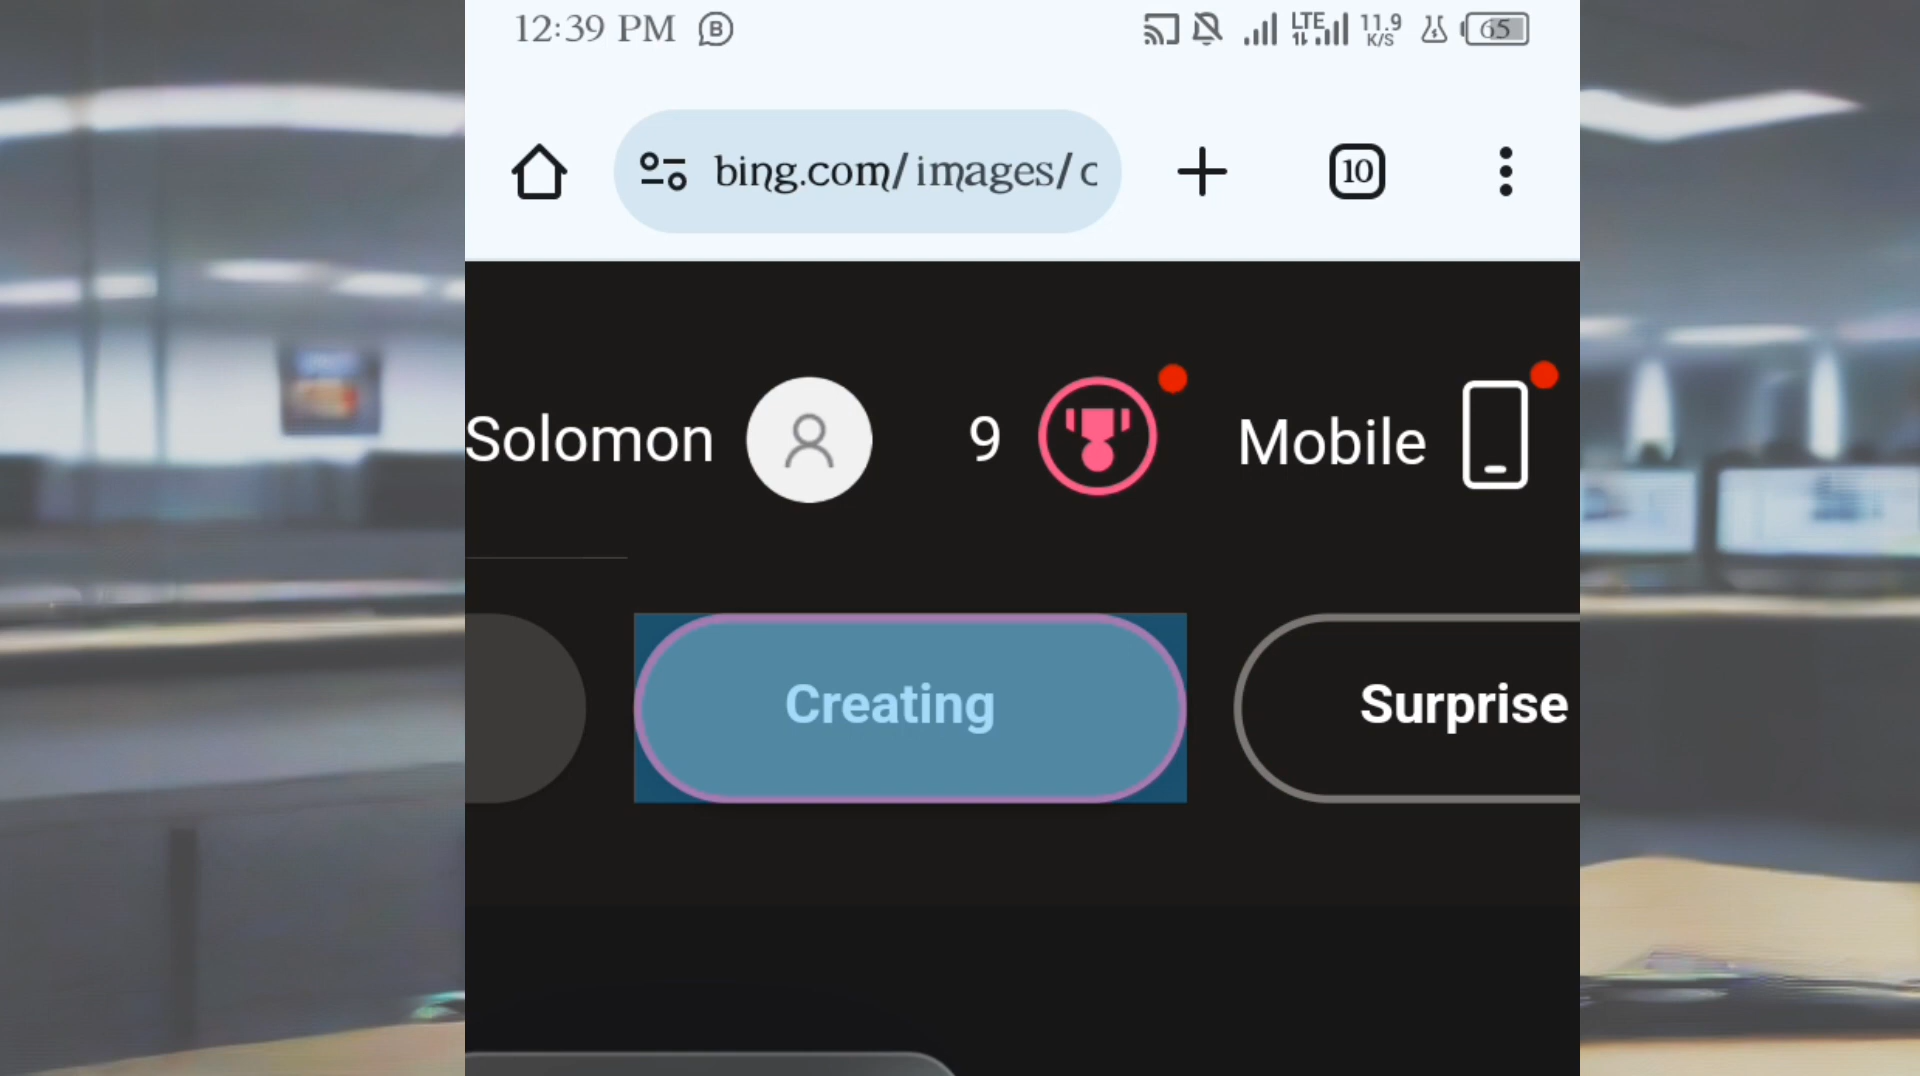 12:39 PM B LTE 11.9 K/S 65
bing.com/images/c
10
Solomon 9 Mobile
Creating Surprise